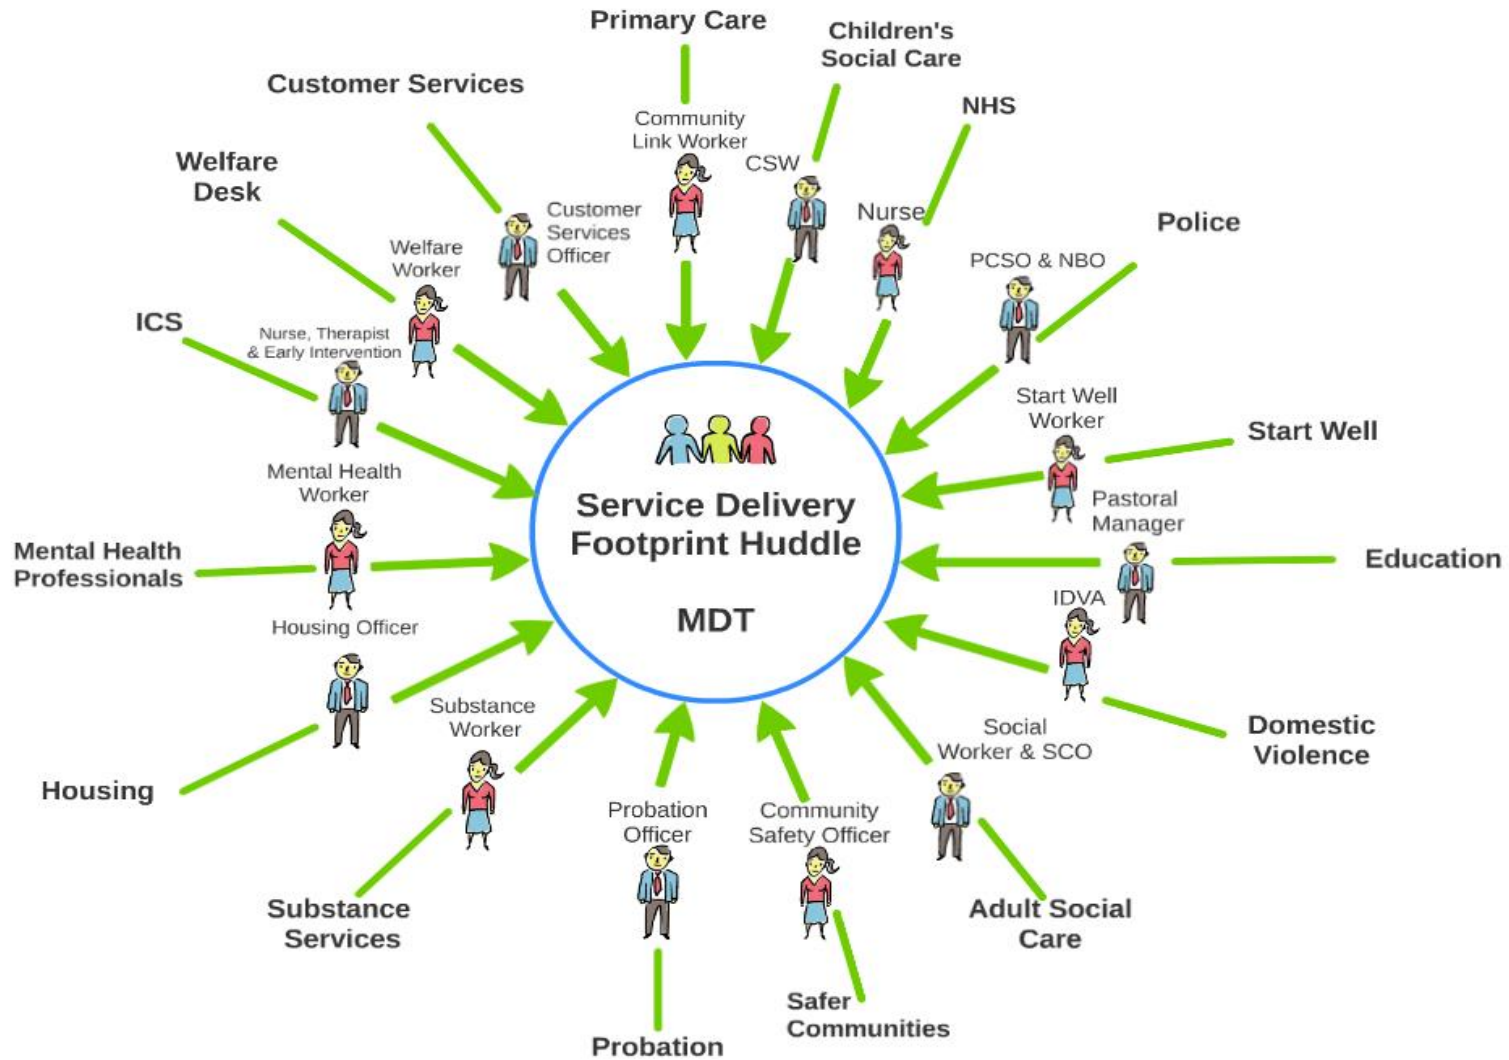 Primary Care
Children's
Social Care
Customer Services
NHS
Community
Link Worker
CSW
Welfare
Desk
Customer
Services
Officer
Nurse
Police
Welfare
Worker
PCSO & NBO
ICS
Nurse, Therapist
& Early Intervention
Start Well
Worker
Start Well
Mental Health
Worker
Pastoral
Manager
Service Delivery
Footprint Huddle
MDT
Mental Health
Professionals
Education
IDVA
Housing Officer
Substance
Worker
Social
Worker & SCO
Domestic
Violence
Housing
Probation
Officer
Community
Safety Officer
Substance
Services
Adult Social
Care
Safer
Communities
Probation